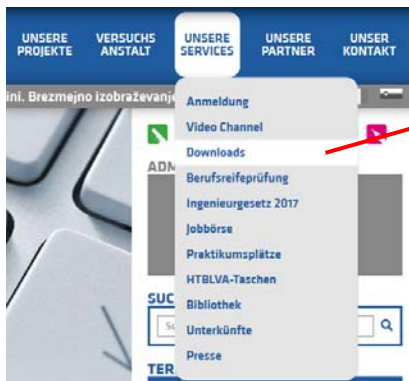 UNSERE PROJEKTE
VERSUCHS ANSTALT
UNSERE SERVICES
UNSERE PARTNER
UNSER KONTAKT
ini. Brezmejno izobraževanj
Anmeldung
Video Channel
Downloads
Berufsreifeprüfung
Ingenieurgesetz 2017
Jobbörse
Praktikumsplätze
HTBLVA-Taschen
Bibliothek
Unterkünfte
Presse
ADM
SUC
TER